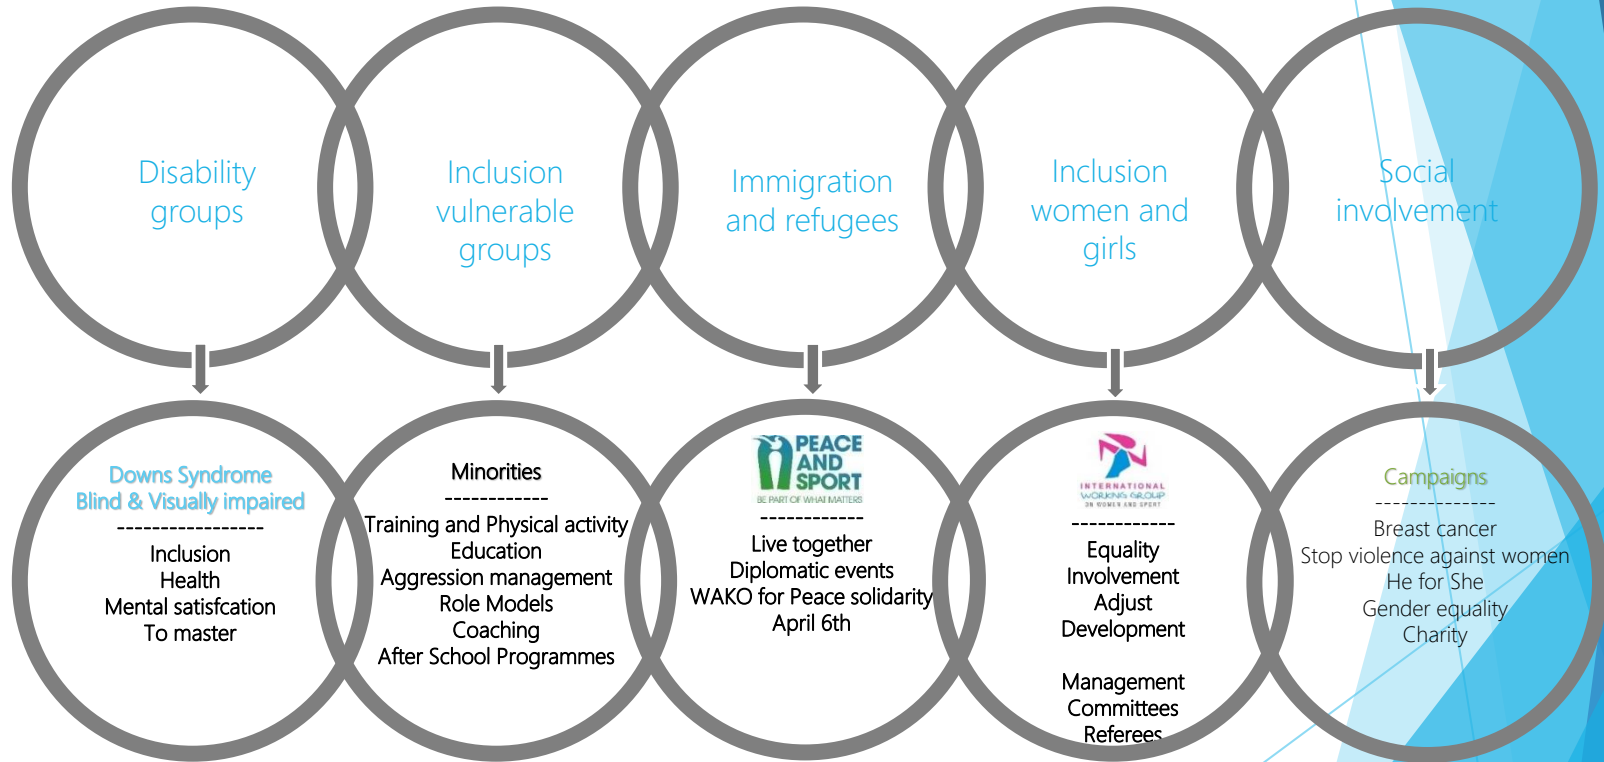 Disability
groups
Inclusion
vulnerable
groups
Immigration
and refugees
Inclusion
women and
girls
Social
involvement
Downs Syndrome
Blind & Visually impaired
-----------------
Inclusion
Health
Mental satisfcation
To master
Minorities
------------
Training and Physical activity
Education
Aggression management
Role Models
Coaching
After School Programmes
PEACE
AND
SPORT
BE PART OF WHAT MATTERS
------------
Live together
Diplomatic events
WAKO for Peace solidarity
April 6th
INTERNATIONAL
WORKING GROUP
ON WOMEN AND SPORT
------------
Equality
Involvement
Adjust
Development
Management
Committees
Referees
Campaigns
--------------
Breast cancer
Stop violence against women
He for She
Gender equality
Charity